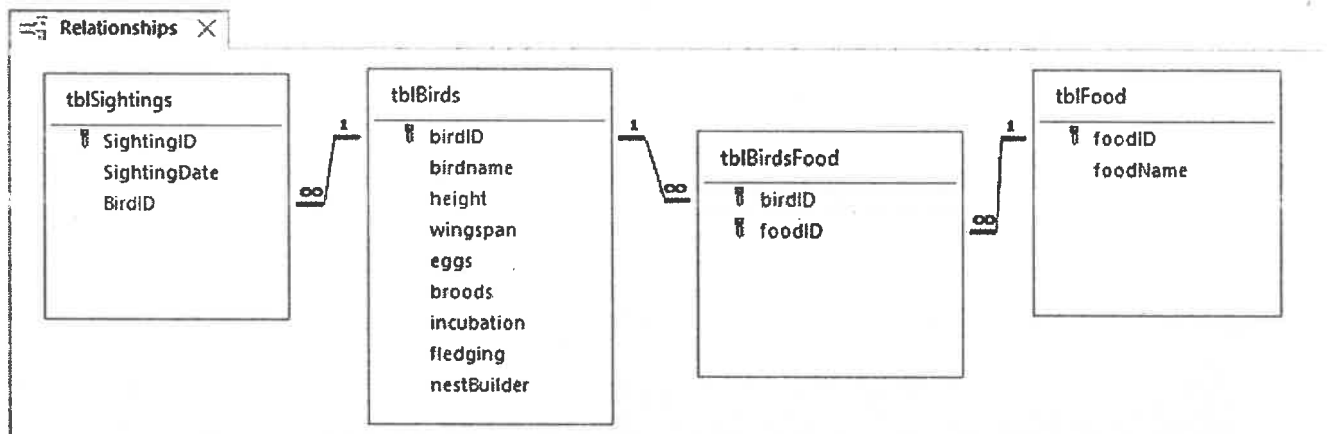 Relationships
tblSightings
SightingID
SightingDate
BirdID
1
∞
tblBirds
birdID
birdname
height
wingspan
eggs
broods
incubation
fledging
nestBuilder
1
∞
tblBirdsFood
birdID
foodID
1
∞
tblFood
foodID
foodName